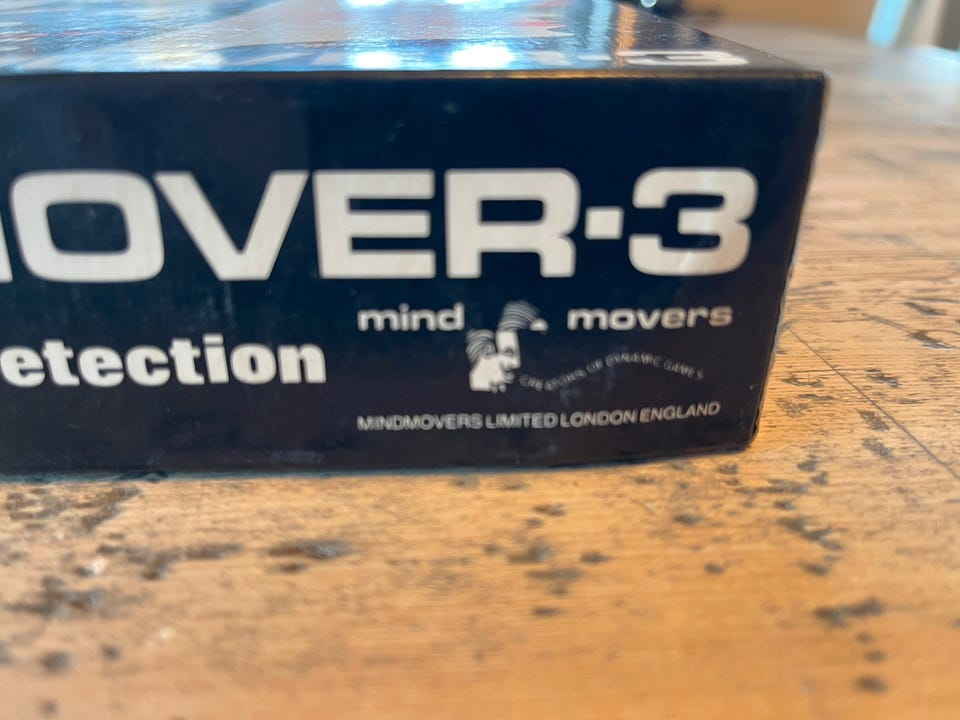 OVER-3
etection
mind movers
CREATORS OF DYNAMIC GAMES
MINDMOVERS LIMITED LONDON ENGLAND